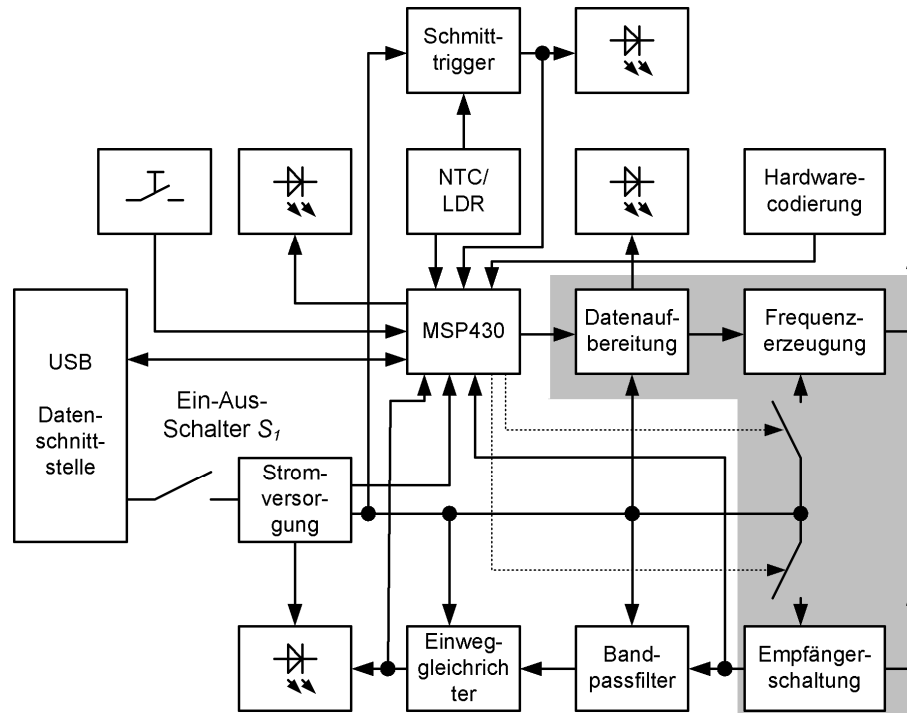 Schmitt-
trigger
NTC/
LDR
Hardware-
codierung
MSP430
Datenauf-
bereitung
Frequenz-
erzeugung
USB
Daten-
schnitt-
stelle
Ein-Aus-
Schalter S1
Strom-
versor-
gung
Einweg-
gleichrich
ter
Band-
passfilter
Empfänger-
schaltung